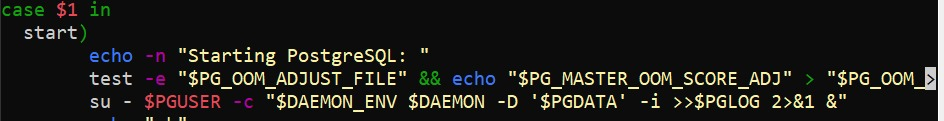 case $1 in
  start)
        echo -n "Starting PostgreSQL: "
        test -e "$PG_OOM_ADJUST_FILE" && echo "$PG_MASTER_OOM_SCORE_ADJ" > "$PG_OOM_>
        su - $PGUSER -c "$DAEMON_ENV $DAEMON -D '$PGDATA' -i >>$PGLOG 2>&1 &"